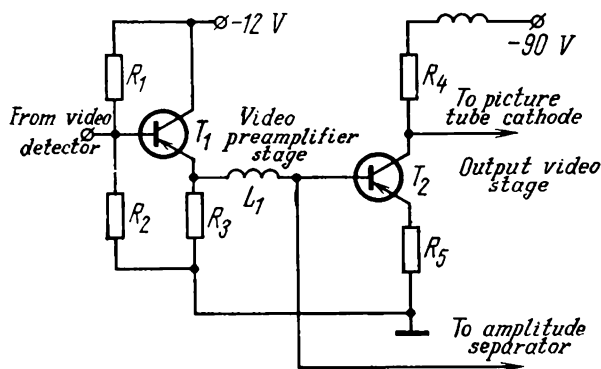 -12 V
-90 V
R1
R4
From video
detector
T1
Video
preamplifier
stage
To picture
tube cathode
Output video
stage
T2
L1
R2
R3
R5
To amplitude
separator